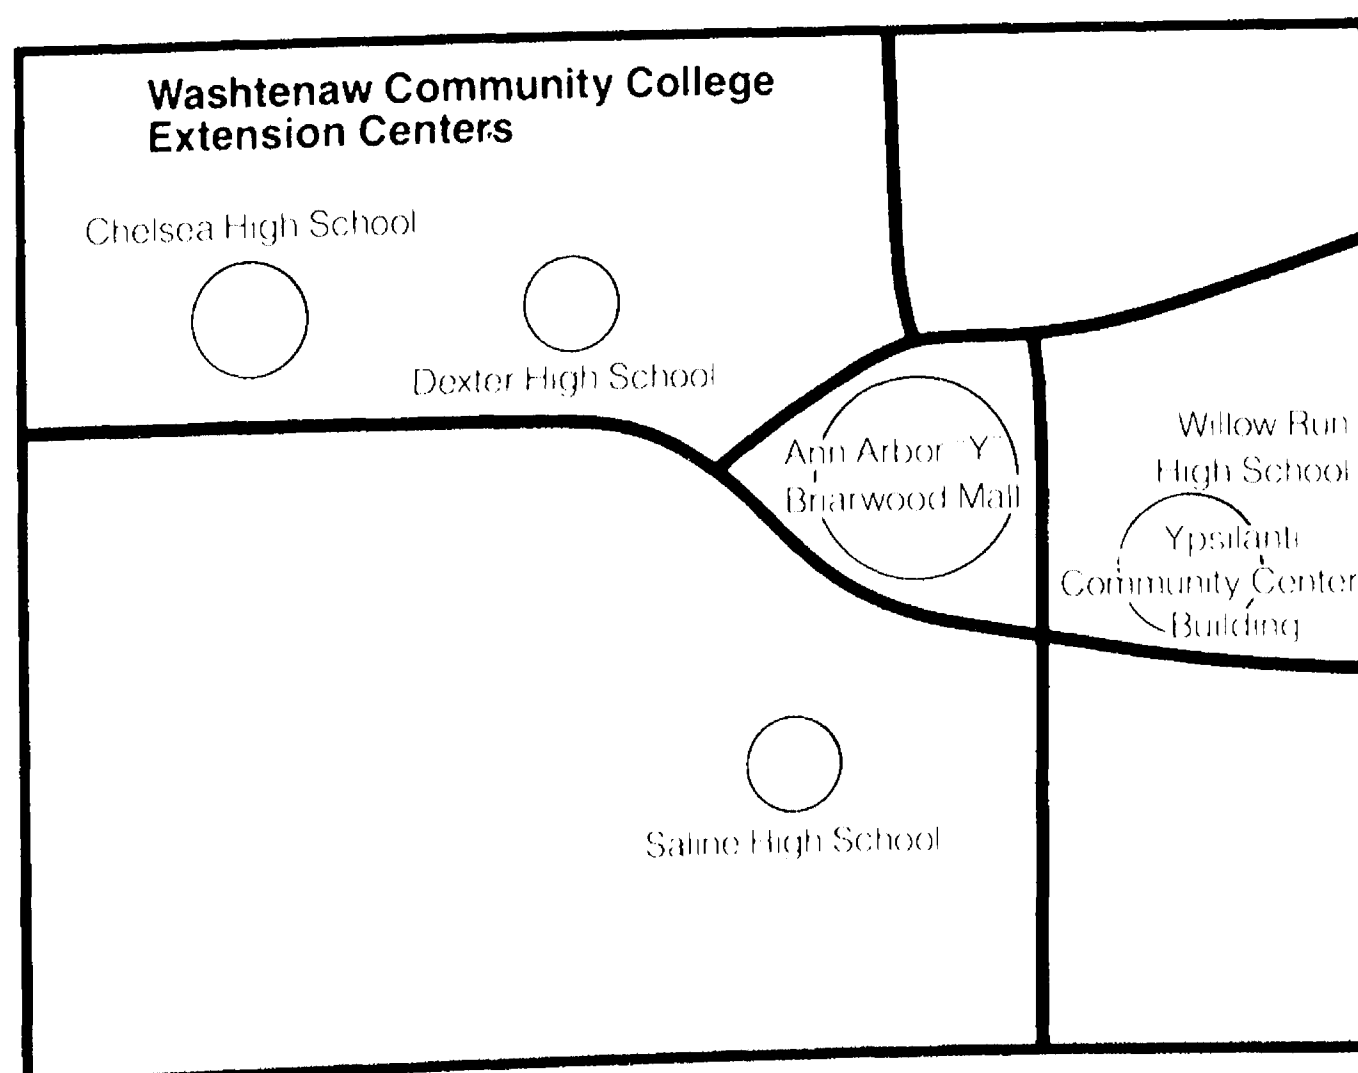 Washtenaw Community College
Extension Centers
Chelsea High School
Dexter High School
Ann Arbor "Y"
Briarwood Mall
Willow Run
High School
Ypsilanti
Community Center
Building
Saline High School